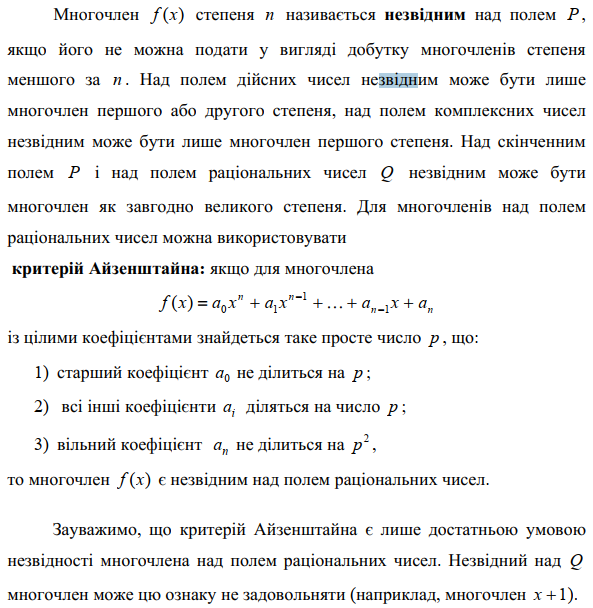 Многочлен f(x) степеня n називається незвідним над полем P,
якщо його не можна подати у вигляді добутку многочленів степеня
меншого за n. Над полем дійсних чисел незвідним може бути лише
многочлен першого або другого степеня, над полем комплексних чисел
незвідним може бути лише многочлен першого степеня. Над скінченним
полем P і над полем раціональних чисел Q незвідним може бути
многочлен як завгодно великого степеня. Для многочленів над полем
раціональних чисел можна використовувати
критерій Айзенштайна: якщо для многочлена
f(x) = a₀xⁿ + a₁xⁿ⁻¹ + … + aₙ₋₁x + aₙ
із цілими коефіцієнтами знайдеться таке просте число p, що:
1) старший коефіцієнт a₀ не ділиться на p;
2) всі інші коефіцієнти aᵢ діляться на число p;
3) вільний коефіцієнт aₙ не ділиться на p²,
то многочлен f(x) є незвідним над полем раціональних чисел.
Зауважимо, що критерій Айзенштайна є лише достатньою умовою
незвідності многочлена над полем раціональних чисел. Незвідний над Q
многочлен може цю ознаку не задовольняти (наприклад, многочлен x+1).